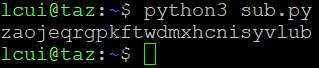 lcui@taz:~$ python3 sub.py
zaojeqrgpkftwdmxhcnisyvlub
lcui@taz:~$